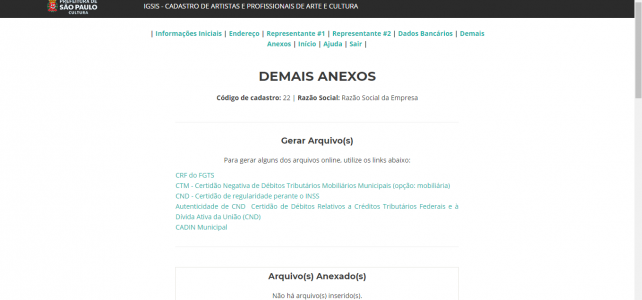 PREFEITURA DE
SÃO PAULO
CULTURA
IGSIS - CADASTRO DE ARTISTAS E PROFISSIONAIS DE ARTE E CULTURA
| Informações Iniciais | Endereço | Representante #1 | Representante #2 | Dados Bancários | Demais
Anexos | Início | Ajuda | Sair |
DEMAIS ANEXOS
Código de cadastro: 22 | Razão Social: Razão Social da Empresa
Gerar Arquivo(s)
Para gerar alguns dos arquivos online, utilize os links abaixo:
CRF do FGTS
CTM - Certidão Negativa de Débitos Tributários Mobiliários Municipais (opção: mobiliária)
CND - Certidão de regularidade perante o INSS
Autenticidade de CND Certidão de Débitos Relativos a Créditos Tributários Federais e à
Dívida Ativa da União (CND)
CADIN Municipal
Arquivo(s) Anexado(s)
Não há arquivo(s) inserido(s).